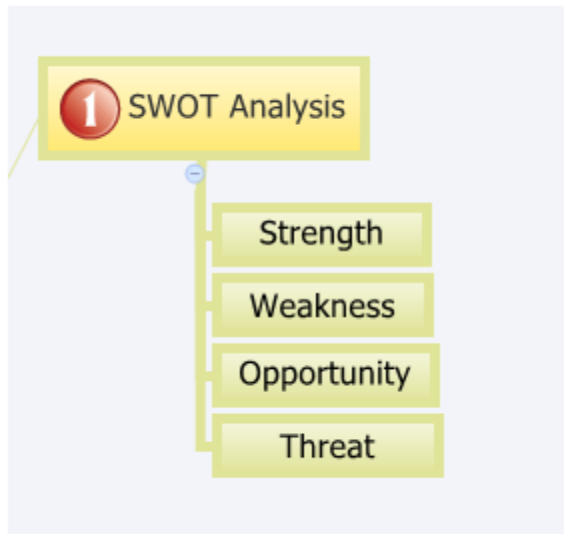 1 SWOT Analysis
Strength
Weakness
Opportunity
Threat